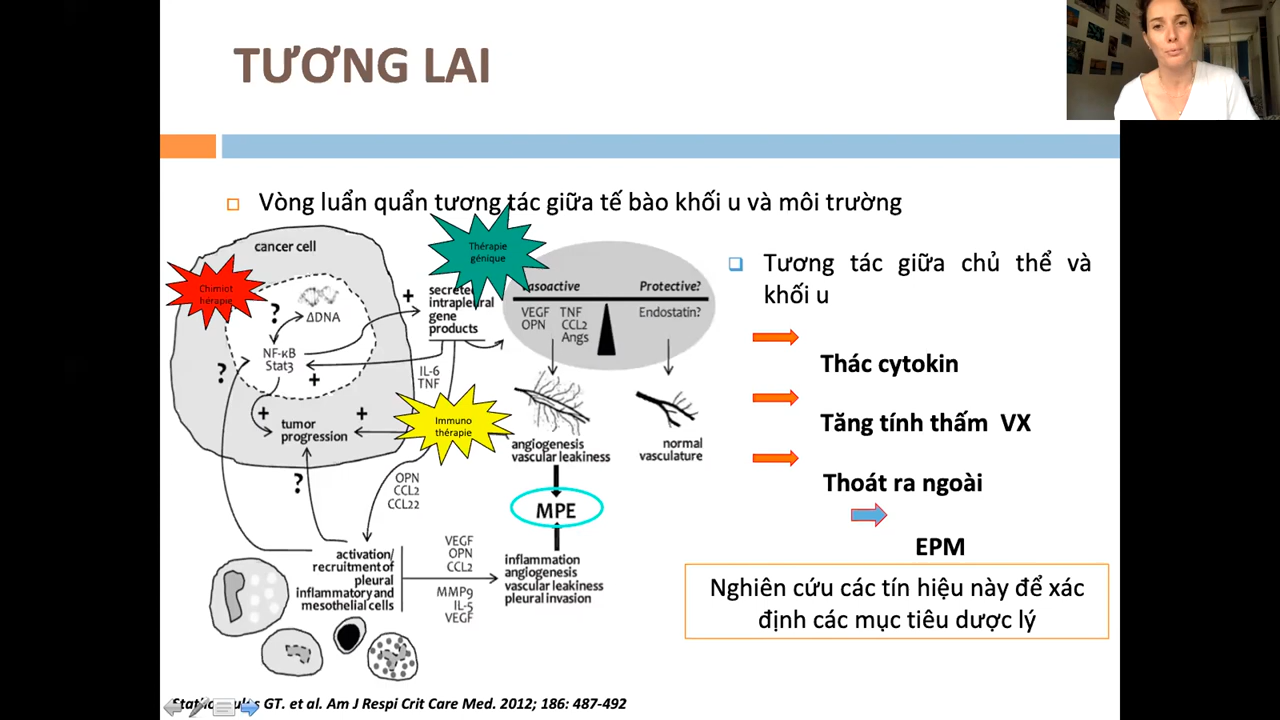 TƯƠNG LAI
Vòng luẩn quẩn tương tác giữa tế bào khối u và môi trường
cancer cell
Chimiot
hérapie
ΔDNA
?
NF-κB
Stat3
?
+
+
+
tumor
progression
?
+
Thérapie
génique
intrapleural
gene
products
IL-6
TNF
Immuno
thérapie
Protective?
VEGF
OPN
TNF
CCL2
Angs
Endostatin?
angiogenesis
vascular leakiness
normal
vasculature
MPE
OPN
CCL2
CCL22
activation/
recruitment of
pleural
inflammatory and
mesothelial cells
VEGF
OPN
CCL2
MMP9
IL-5
VEGF
inflammation
angiogenesis
vascular leakiness
pleural invasion
Tương tác giữa chủ thể và
khối u
Thác cytokin
Tăng tính thấm VX
Thoát ra ngoài
EPM
Nghiên cứu các tín hiệu này để xác
định các mục tiêu dược lý
GT. et al. Am J Respi Crit Care Med. 2012; 186: 487-492